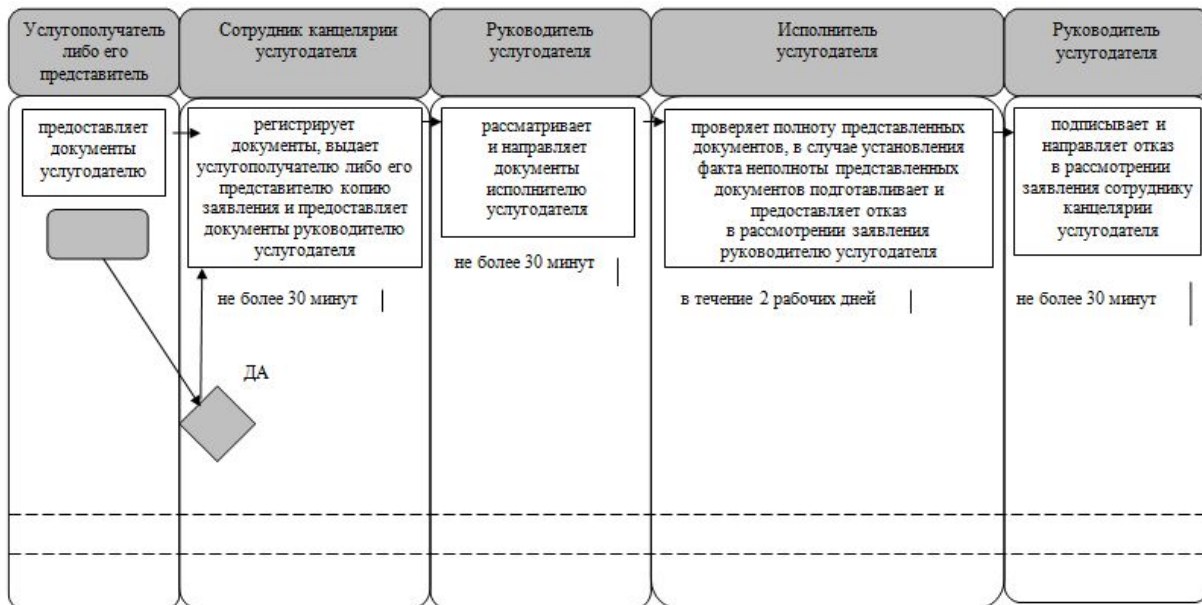 Услугополучатель
либо его
представитель
Сотрудник канцелярии
услугодателя
Руководитель
услугодателя
Исполнитель
услугодателя
Руководитель
услугодателя
предоставляет
документы
услугодателю
регистрирует
документы, выдает
услугополучателю либо его
представителю копию
заявления и предоставляет
документы руководителю
услугодателя
рассматривает
и направляет
документы
исполнителю
услугодателя
проверяет полноту представленных
документов, в случае установления
факта неполноты представленных
документов подготавливает и
предоставляет отказ
в рассмотрении заявления
руководителю услугодателя
подписывает и
направляет отказ
в рассмотрении
заявления сотруднику
канцелярии
услугодателя
не более 30 минут
не более 30 минут
в течение 2 рабочих дней
не более 30 минут
ДА